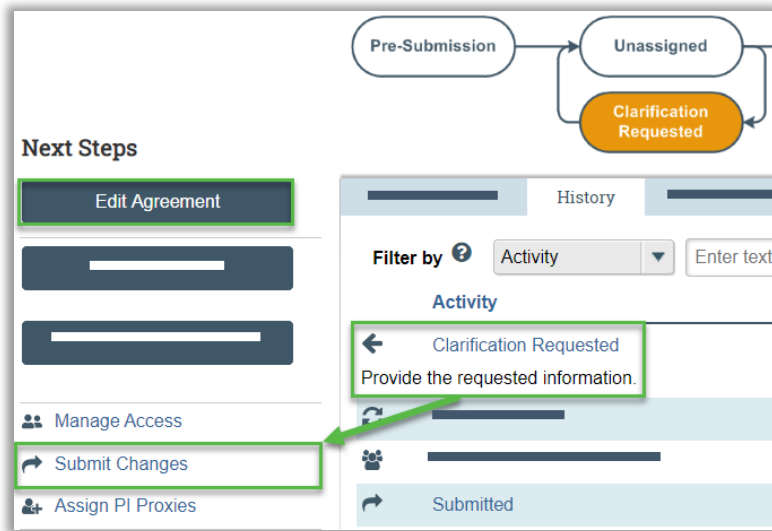 Pre-Submission
Unassigned
Clarification
Requested
Next Steps
Edit Agreement
History
Filter by ?
Activity
Enter text
Activity
Clarification Requested
Provide the requested information.
Manage Access
Submit Changes
Submitted
Assign PI Proxies